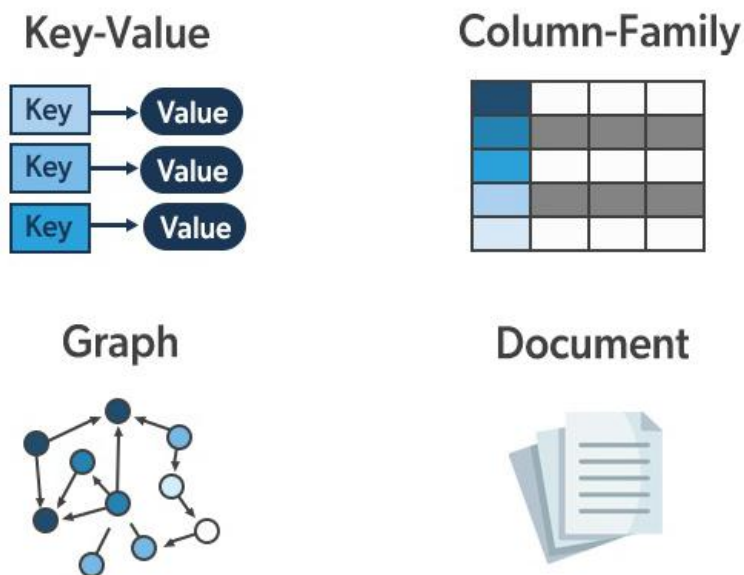 Key-Value
Column-Family
Key
Value
Key
Value
Key
Value
Graph
Document